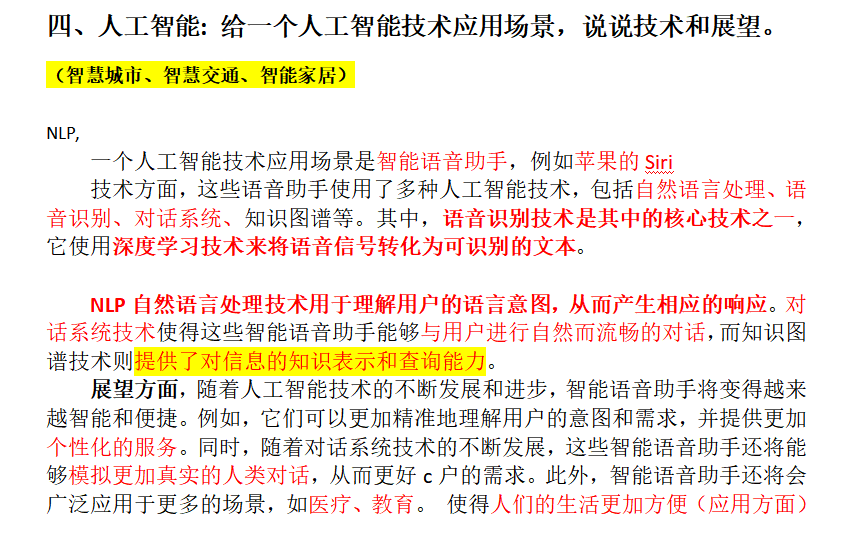 四、人工智能: 给一个人工智能技术应用场景，说说技术和展望。
（智慧城市、智慧交通、智能家居）
NLP,
一个人工智能技术应用场景是智能语音助手，例如苹果的 Siri
技术方面，这些语音助手使用了多种人工智能技术，包括自然语言处理、语
音识别、对话系统、知识图谱等。其中，语音识别技术是其中的核心技术之一，
它使用深度学习技术来将语音信号转化为可识别的文本。
NLP 自然语言处理技术用于理解用户的语言意图，从而产生相应的响应。对
话系统技术使得这些智能语音助手能够与用户进行自然而流畅的对话，而知识图
谱技术则提供了对信息的知识表示和查询能力。
展望方面，随着人工智能技术的不断发展和进步，智能语音助手将变得越来
越智能和便捷。例如，它们可以更加精准地理解用户的意图和需求，并提供更加
个性化的服务。同时，随着对话系统技术的不断发展，这些智能语音助手还将能
够模拟更加真实的人类对话，从而更好 c 户的需求。此外，智能语音助手还将会
广泛应用于更多的场景，如医疗、教育。 使得人们的生活更加方便（应用方面）